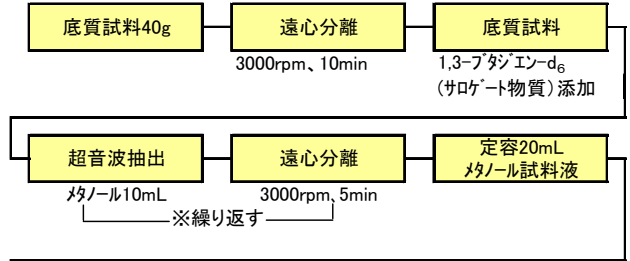 底質試料40g
遠心分離
底質試料
3000rpm、10min
1,3-ﾌﾞﾀｼﾞｴﾝ-d₆
(ｻﾛｹﾞｰﾄ物質)添加
超音波抽出
遠心分離
定容20mL
ﾒﾀﾉｰﾙ試料液
ﾒﾀﾉｰﾙ10mL
3000rpm、5min
※繰り返す